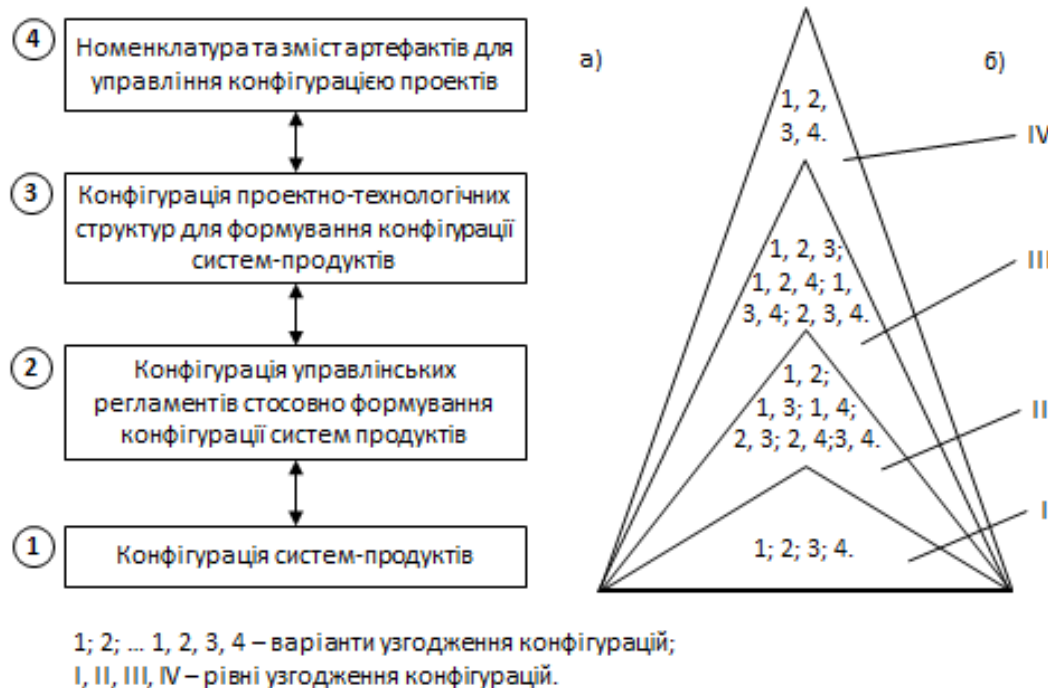 4
Номенклатура та зміст артефактів для
управління конфігурацією проектів
3
Конфігурація проектно-технологічних
структур для формування конфігурації
систем-продуктів
2
Конфігурація управлінських
регламентів стосовно формування
конфігурації систем продуктів
1
Конфігурація систем-продуктів
а)
б)
1, 2,
3, 4.
IV
1, 2, 3;
1, 2, 4; 1,
3, 4; 2, 3, 4.
III
1, 2;
1, 3; 1, 4;
2, 3; 2, 4;3, 4.
II
1; 2; 3; 4.
I
1; 2; ... 1, 2, 3, 4 – варіанти узгодження конфігурацій;
I, II, III, IV – рівні узгодження конфігурацій.